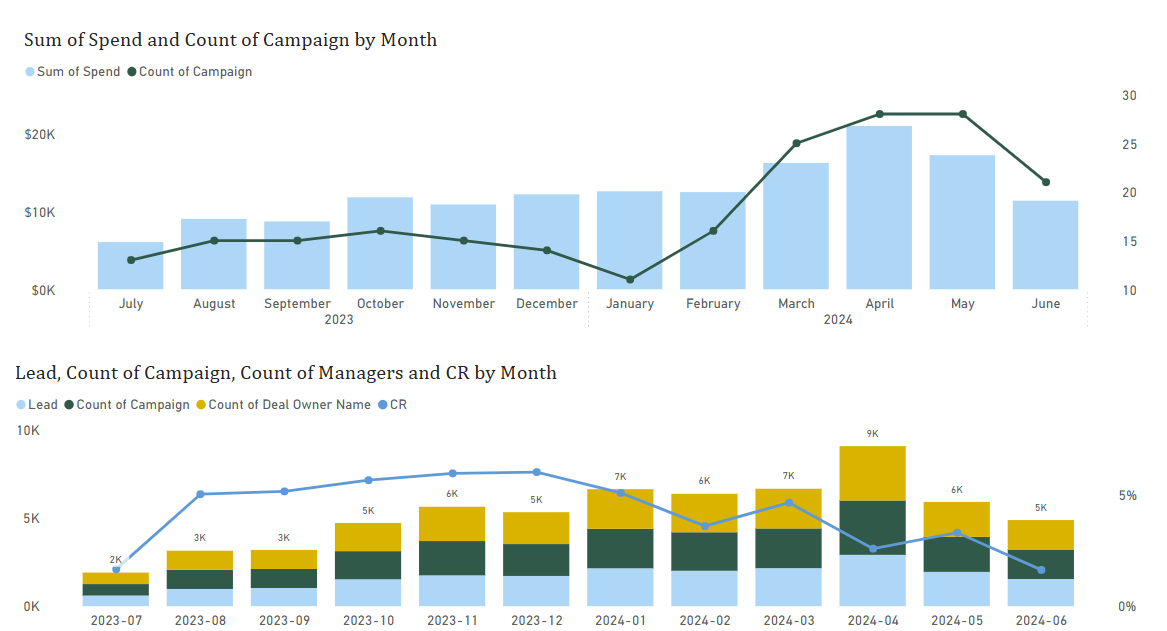 Sum of Spend and Count of Campaign by Month
Sum of Spend Count of Campaign
30
$20K
25
20
$10K
15
$0K
10
July August September October November December January February March April May June
2023 2024
Lead, Count of Campaign, Count of Managers and CR by Month
Lead Count of Campaign Count of Deal Owner Name CR
10K
9K
7K 7K
6K 6K 6K
5K 5K 5K
5K 5%
3K 3K
2K
0K 0%
2023-07 2023-08 2023-09 2023-10 2023-11 2023-12 2024-01 2024-02 2024-03 2024-04 2024-05 2024-06